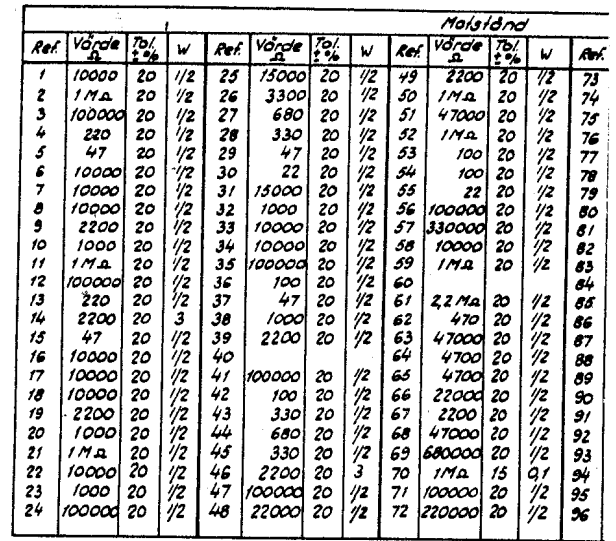 Motstånd
Ref. Värde Ω Tol. ± % W Ref. Värde Ω Tol. ± % W Ref. Värde Ω Tol. ± % W Ref.
1 10000 20 1/2 25 15000 20 1/2 49 2200 20 1/2 73
2 1MΩ 20 1/2 26 3300 20 1/2 50 1MΩ 20 1/2 74
3 100000 20 1/2 27 680 20 1/2 51 47000 20 1/2 75
4 220 20 1/2 28 330 20 1/2 52 1MΩ 20 1/2 76
5 47 20 1/2 29 47 20 1/2 53 100 20 1/2 77
6 10000 20 1/2 30 22 20 1/2 54 100 20 1/2 78
7 10000 20 1/2 31 15000 20 1/2 55 22 20 1/2 79
8 10000 20 1/2 32 1000 20 1/2 56 100000 20 1/2 80
9 2200 20 1/2 33 10000 20 1/2 57 330000 20 1/2 81
10 1000 20 1/2 34 10000 20 1/2 58 10000 20 1/2 82
11 1MΩ 20 1/2 35 100000 20 1/2 59 1MΩ 20 1/2 83
12 100000 20 1/2 36 100 20 1/2 60 84
13 220 20 1/2 37 47 20 1/2 61 2,2 MΩ 20 1/2 85
14 2200 20 3 38 1000 20 1/2 62 470 20 1/2 86
15 47 20 1/2 39 2200 20 1/2 63 47000 20 1/2 87
16 10000 20 1/2 40 64 4700 20 1/2 88
17 10000 20 1/2 41 100000 20 1/2 65 4700 20 1/2 89
18 10000 20 1/2 42 100 20 1/2 66 22000 20 1/2 90
19 2200 20 1/2 43 330 20 1/2 67 2200 20 1/2 91
20 1000 20 1/2 44 680 20 1/2 68 47000 20 1/2 92
21 1MΩ 20 1/2 45 330 20 1/2 69 680000 20 1/2 93
22 10000 20 1/2 46 2200 20 3 70 1MΩ 15 0,1 94
23 1000 20 1/2 47 100000 20 1/2 71 100000 20 1/2 95
24 100000 20 1/2 48 22000 20 1/2 72 220000 20 1/2 96